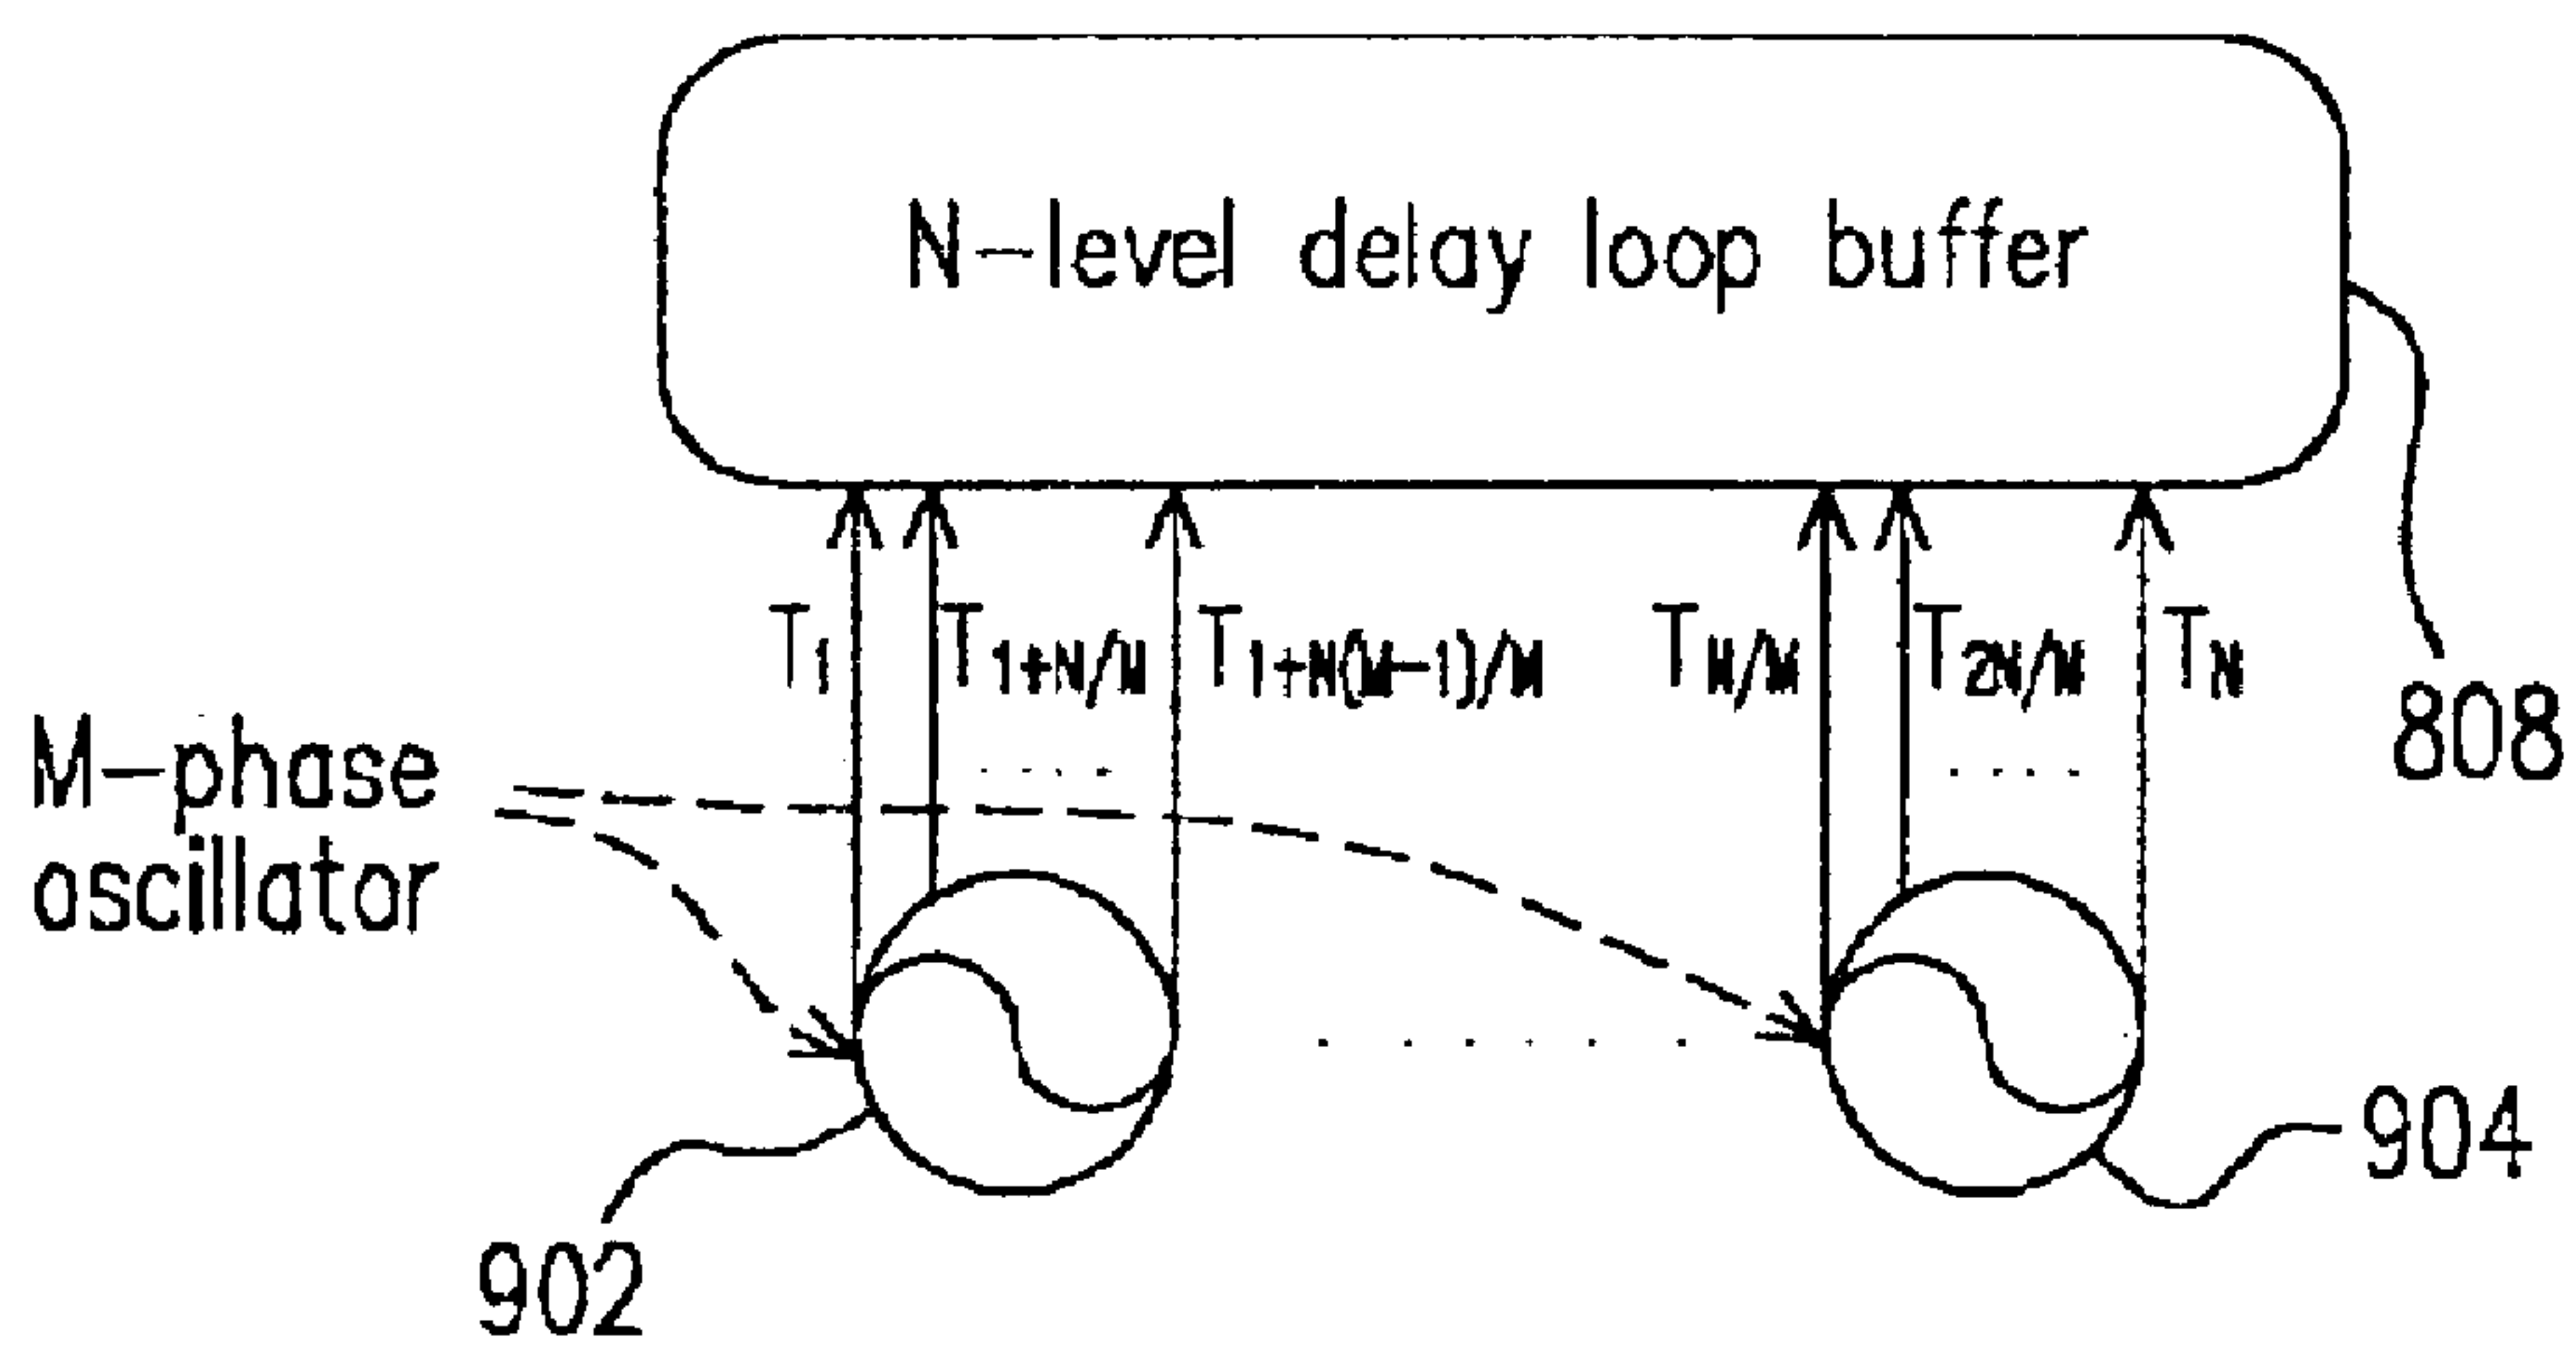 N-level delay loop buffer
T1 T1+N/M T1+N(M-1)/M TN/M T2N/M TN
808
M-phase
oscillator
904
902